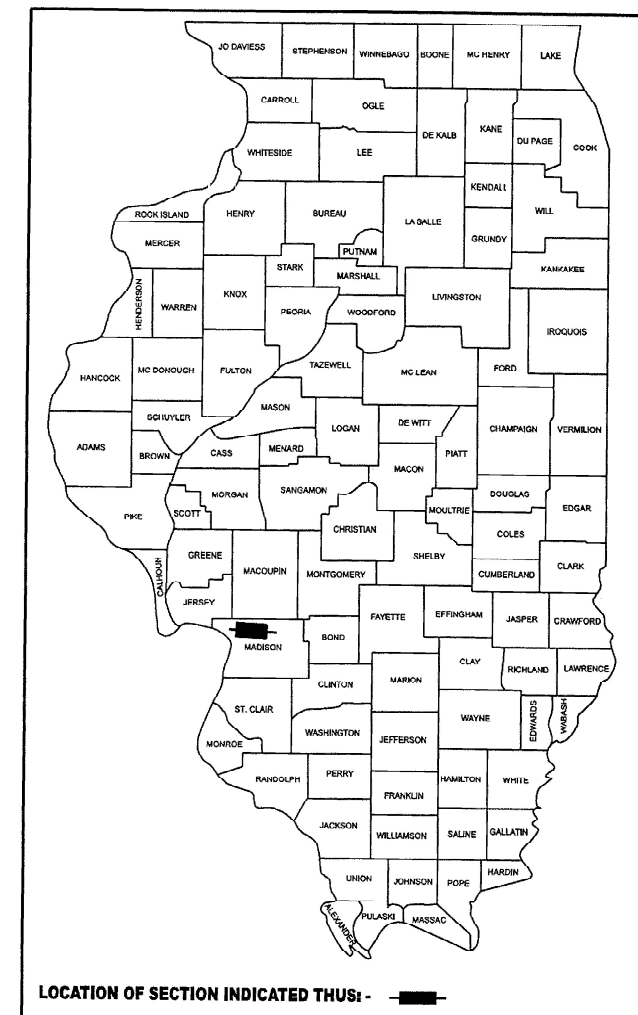 JO DAVIESS STEPHENSON WINNEBAGO BOONE MC HENRY LAKE
CARROLL OGLE DE KALB KANE DU PAGE COOK
WHITESIDE LEE
KENDALL
ROCK ISLAND HENRY BUREAU LA SALLE WILL
MERCER PUTNAM GRUNDY
STARK MARSHALL KANKAKEE
HENDERSON WARREN KNOX PEORIA WOODFORD LIVINGSTON IROQUOIS
HANCOCK MC DONOUGH FULTON TAZEWELL MC LEAN FORD
SCHUYLER MASON LOGAN DE WITT CHAMPAIGN VERMILION
ADAMS BROWN CASS MENARD MACON PIATT
PIKE SCOTT MORGAN SANGAMON CHRISTIAN MOULTRIE DOUGLAS EDGAR
COLES
CALHOUN GREENE MACOUPIN MONTGOMERY SHELBY CUMBERLAND CLARK
JERSEY FAYETTE EFFINGHAM JASPER CRAWFORD
MADISON BOND CLAY RICHLAND LAWRENCE
CLINTON MARION
ST. CLAIR WAYNE EDWARDS WABASH
MONROE WASHINGTON JEFFERSON
RANDOLPH PERRY HAMILTON WHITE
FRANKLIN
JACKSON WILLIAMSON SALINE GALLATIN
UNION JOHNSON POPE HARDIN
ALEXANDER PULASKI MASSAC
LOCATION OF SECTION INDICATED THUS: -